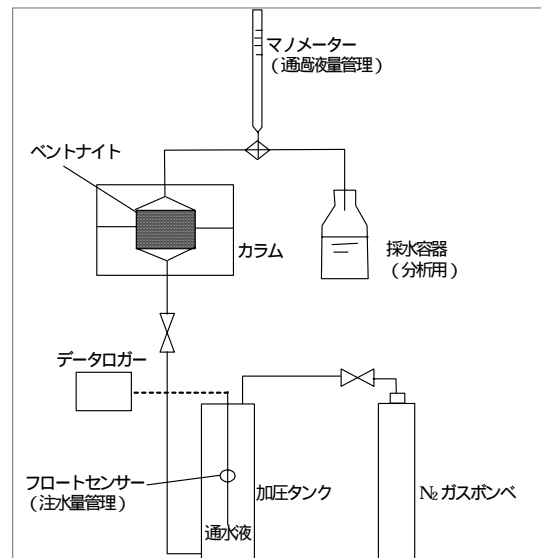 マノメーター
（通過液量管理）
ベントナイト
カラム
採水容器
（分析用）
データロガー
フロートセンサー
（注水量管理）
加圧タンク
N₂ガスボンベ
通水液